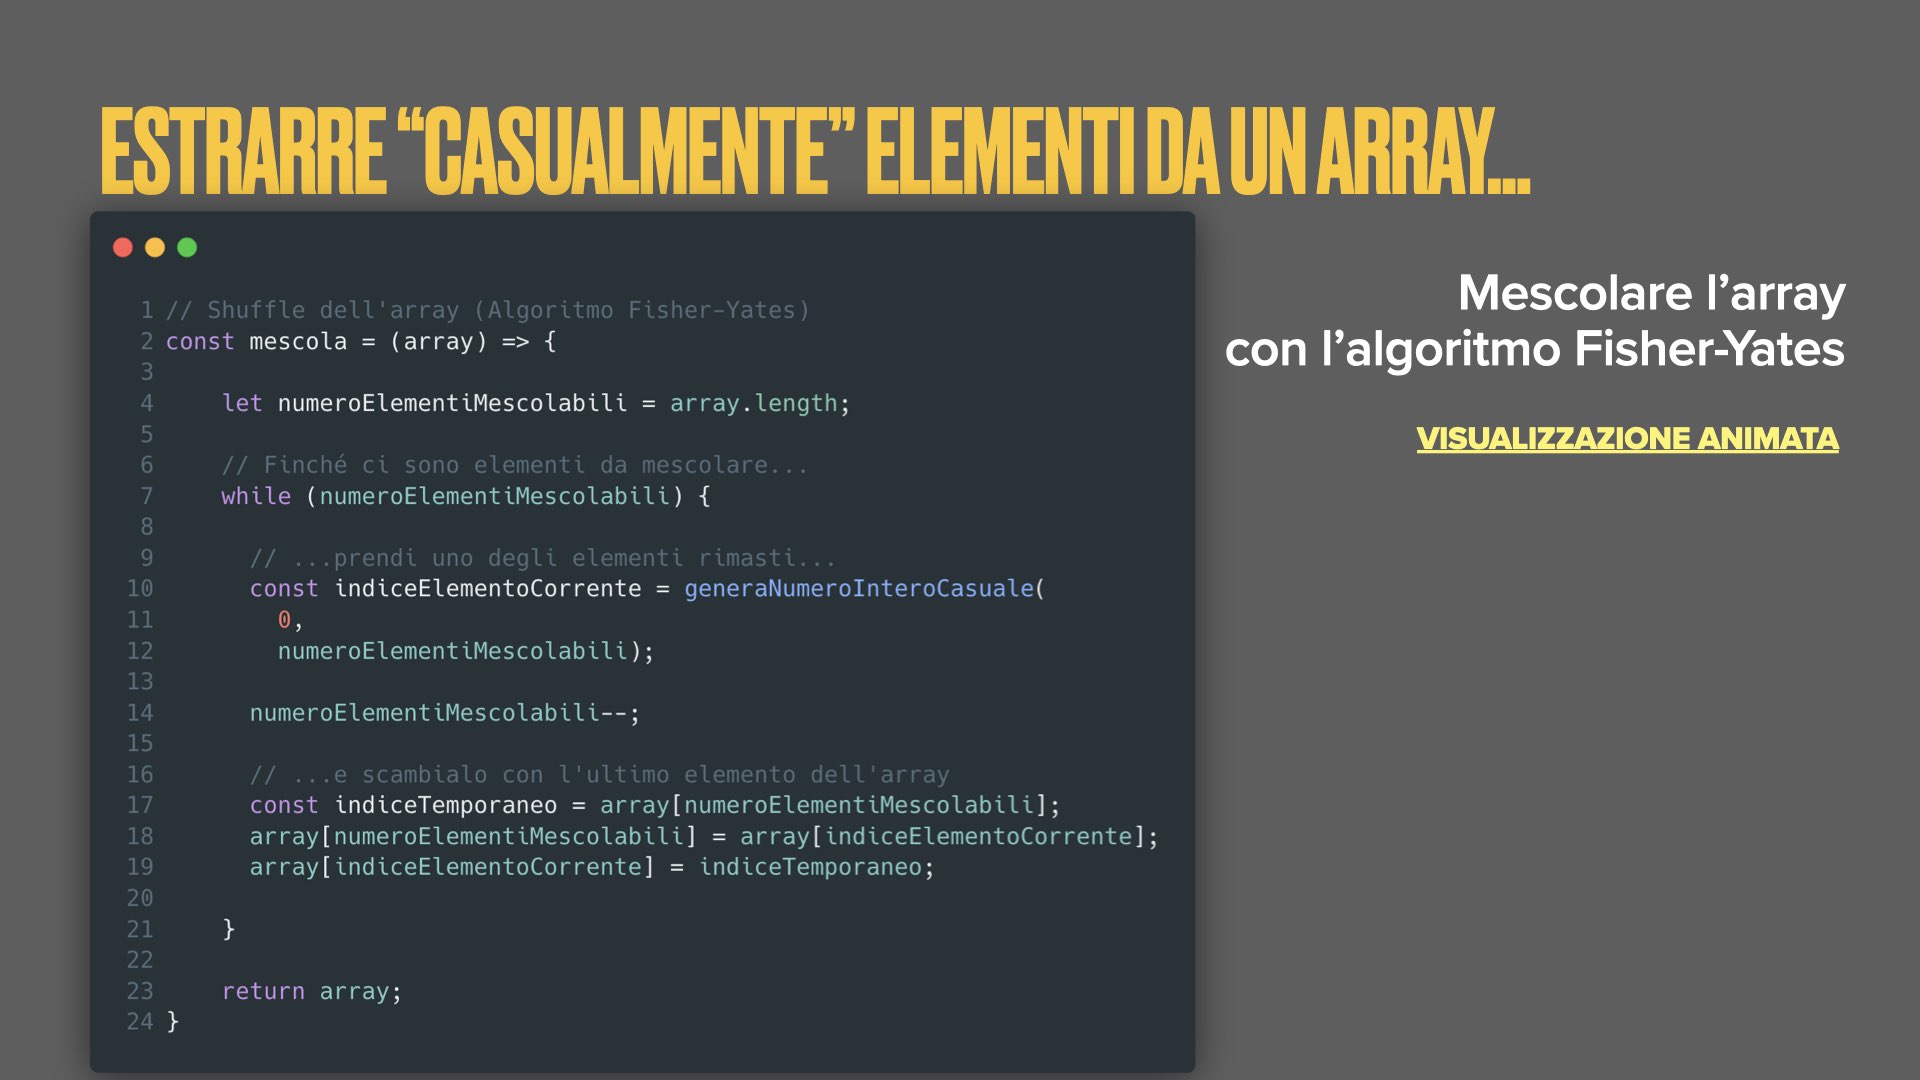 ESTRARRE “CASUALMENTE” ELEMENTI DA UN ARRAY...
1 // Shuffle dell'array (Algoritmo Fisher-Yates)
2 const mescola = (array) => {
3
4     let numeroElementiMescolabili = array.length;
5
6     // Finché ci sono elementi da mescolare...
7     while (numeroElementiMescolabili) {
8
9       // ...prendi uno degli elementi rimasti...
10       const indiceElementoCorrente = generaNumeroInteroCasuale(
11         0,
12         numeroElementiMescolabili);
13
14       numeroElementiMescolabili--;
15
16       // ...e scambialo con l'ultimo elemento dell'array
17       const indiceTemporaneo = array[numeroElementiMescolabili];
18       array[numeroElementiMescolabili] = array[indiceElementoCorrente];
19       array[indiceElementoCorrente] = indiceTemporaneo;
20
21     }
22
23     return array;
24 }
Mescolare l’array
con l’algoritmo Fisher-Yates
VISUALIZZAZIONE ANIMATA